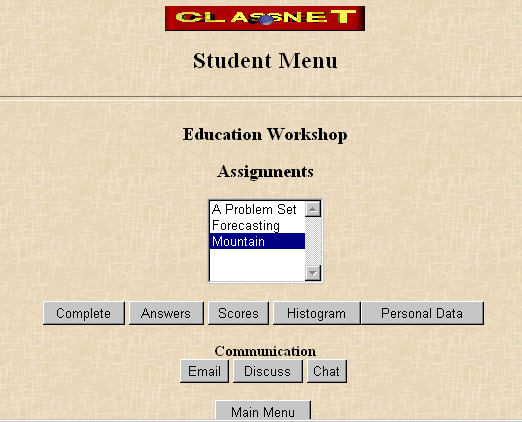 CLASSNET
Student Menu
Education Workshop
Assignments
A Problem Set
Forecasting
Mountain
Complete Answers Scores Histogram Personal Data
Communication
Email Discuss Chat
Main Menu